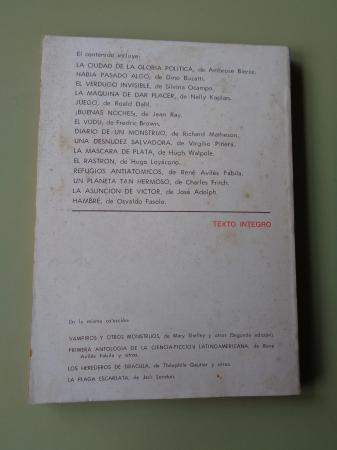 El contenido incluye:
LA CIUDAD DE LA GLORIA POLITICA, de Ambrose Bierce.
HABIA PASADO ALGO, de Dino Buzatti.
EL VERDUGO INVISIBLE, de Silvina Ocampo.
LA MAQUINA DE DAR PLACER, de Nelly Kaplan.
JUEGO, de Roald Dahl.
¡BUENAS NOCHES!, de Jean Ray.
EL VUDU, de Fredric Brown.
DIARIO DE UN MONSTRUO, de Richard Matheson.
UNA DESNUDEZ SALVADORA, de Virgilio Piñera.
LA MASCARA DE PLATA, de Hugh Walpole.
EL RASTRON, de Hugo Loyácono.
REFUGIOS ANTIATOMICOS, de René Avilés Fabila.
UN PLANETA TAN HERMOSO, de Charles Fritch.
LA ASUNCION DE VICTOR, de José Adolph.
HAMBRE, de Osvaldo Fasolo.
TEXTO INTEGRO
En la misma colección:
VAMPIROS Y OTROS MONSTRUOS, de Mary Shelley y otros (Segunda edición).
PRIMERA ANTOLOGIA DE LA CIENCIA-FICCION LATINOAMERICANA, de René
Avilés Fabila y otros.
LOS HEREDEROS DE DRACULA, de Théophile Gautier y otros.
LA PLAGA ESCARLATA, de Jack London.